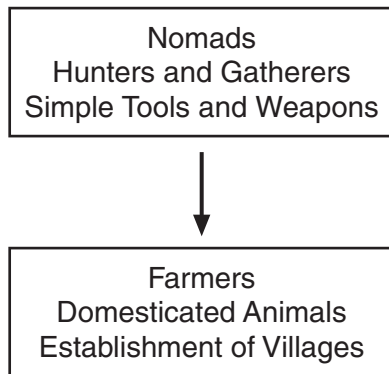 Nomads
Hunters and Gatherers
Simple Tools and Weapons
Farmers
Domesticated Animals
Establishment of Villages